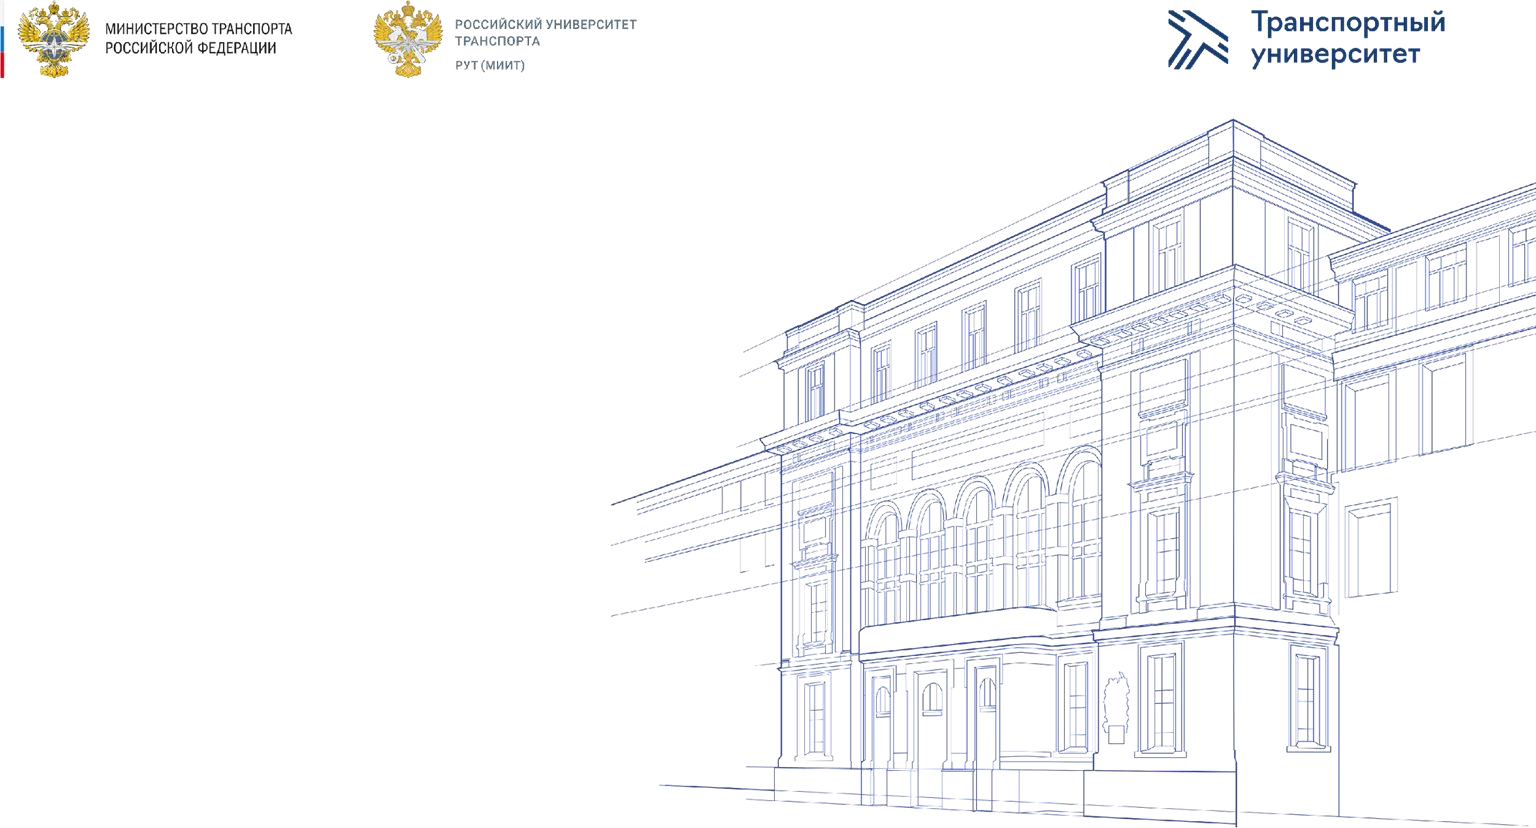 МИНИСТЕРСТВО ТРАНСПОРТА
РОССИЙСКОЙ ФЕДЕРАЦИИ
РОССИЙСКИЙ УНИВЕРСИТЕТ
ТРАНСПОРТА
РУТ (МИИТ)
Транспортный
университет